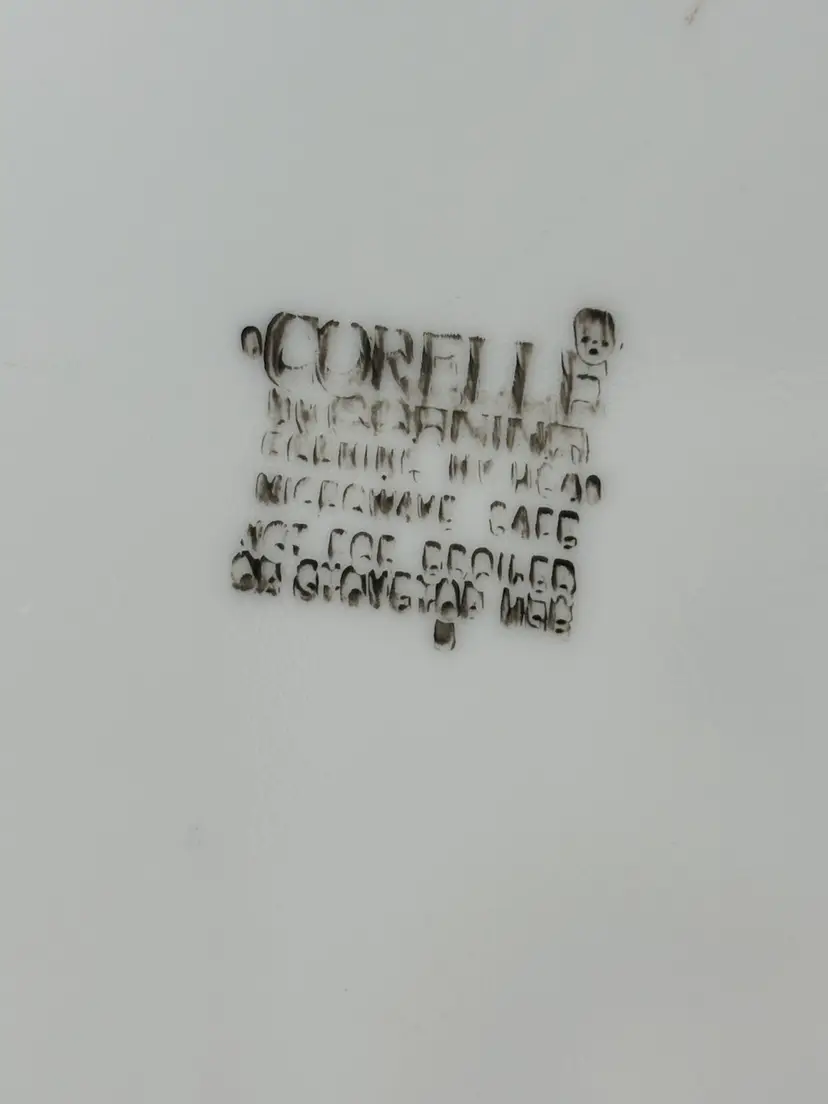 CORELLE
BY CORNING
MICROWAVE SAFE
NOT FOR BROILER
OR STOVETOP USE